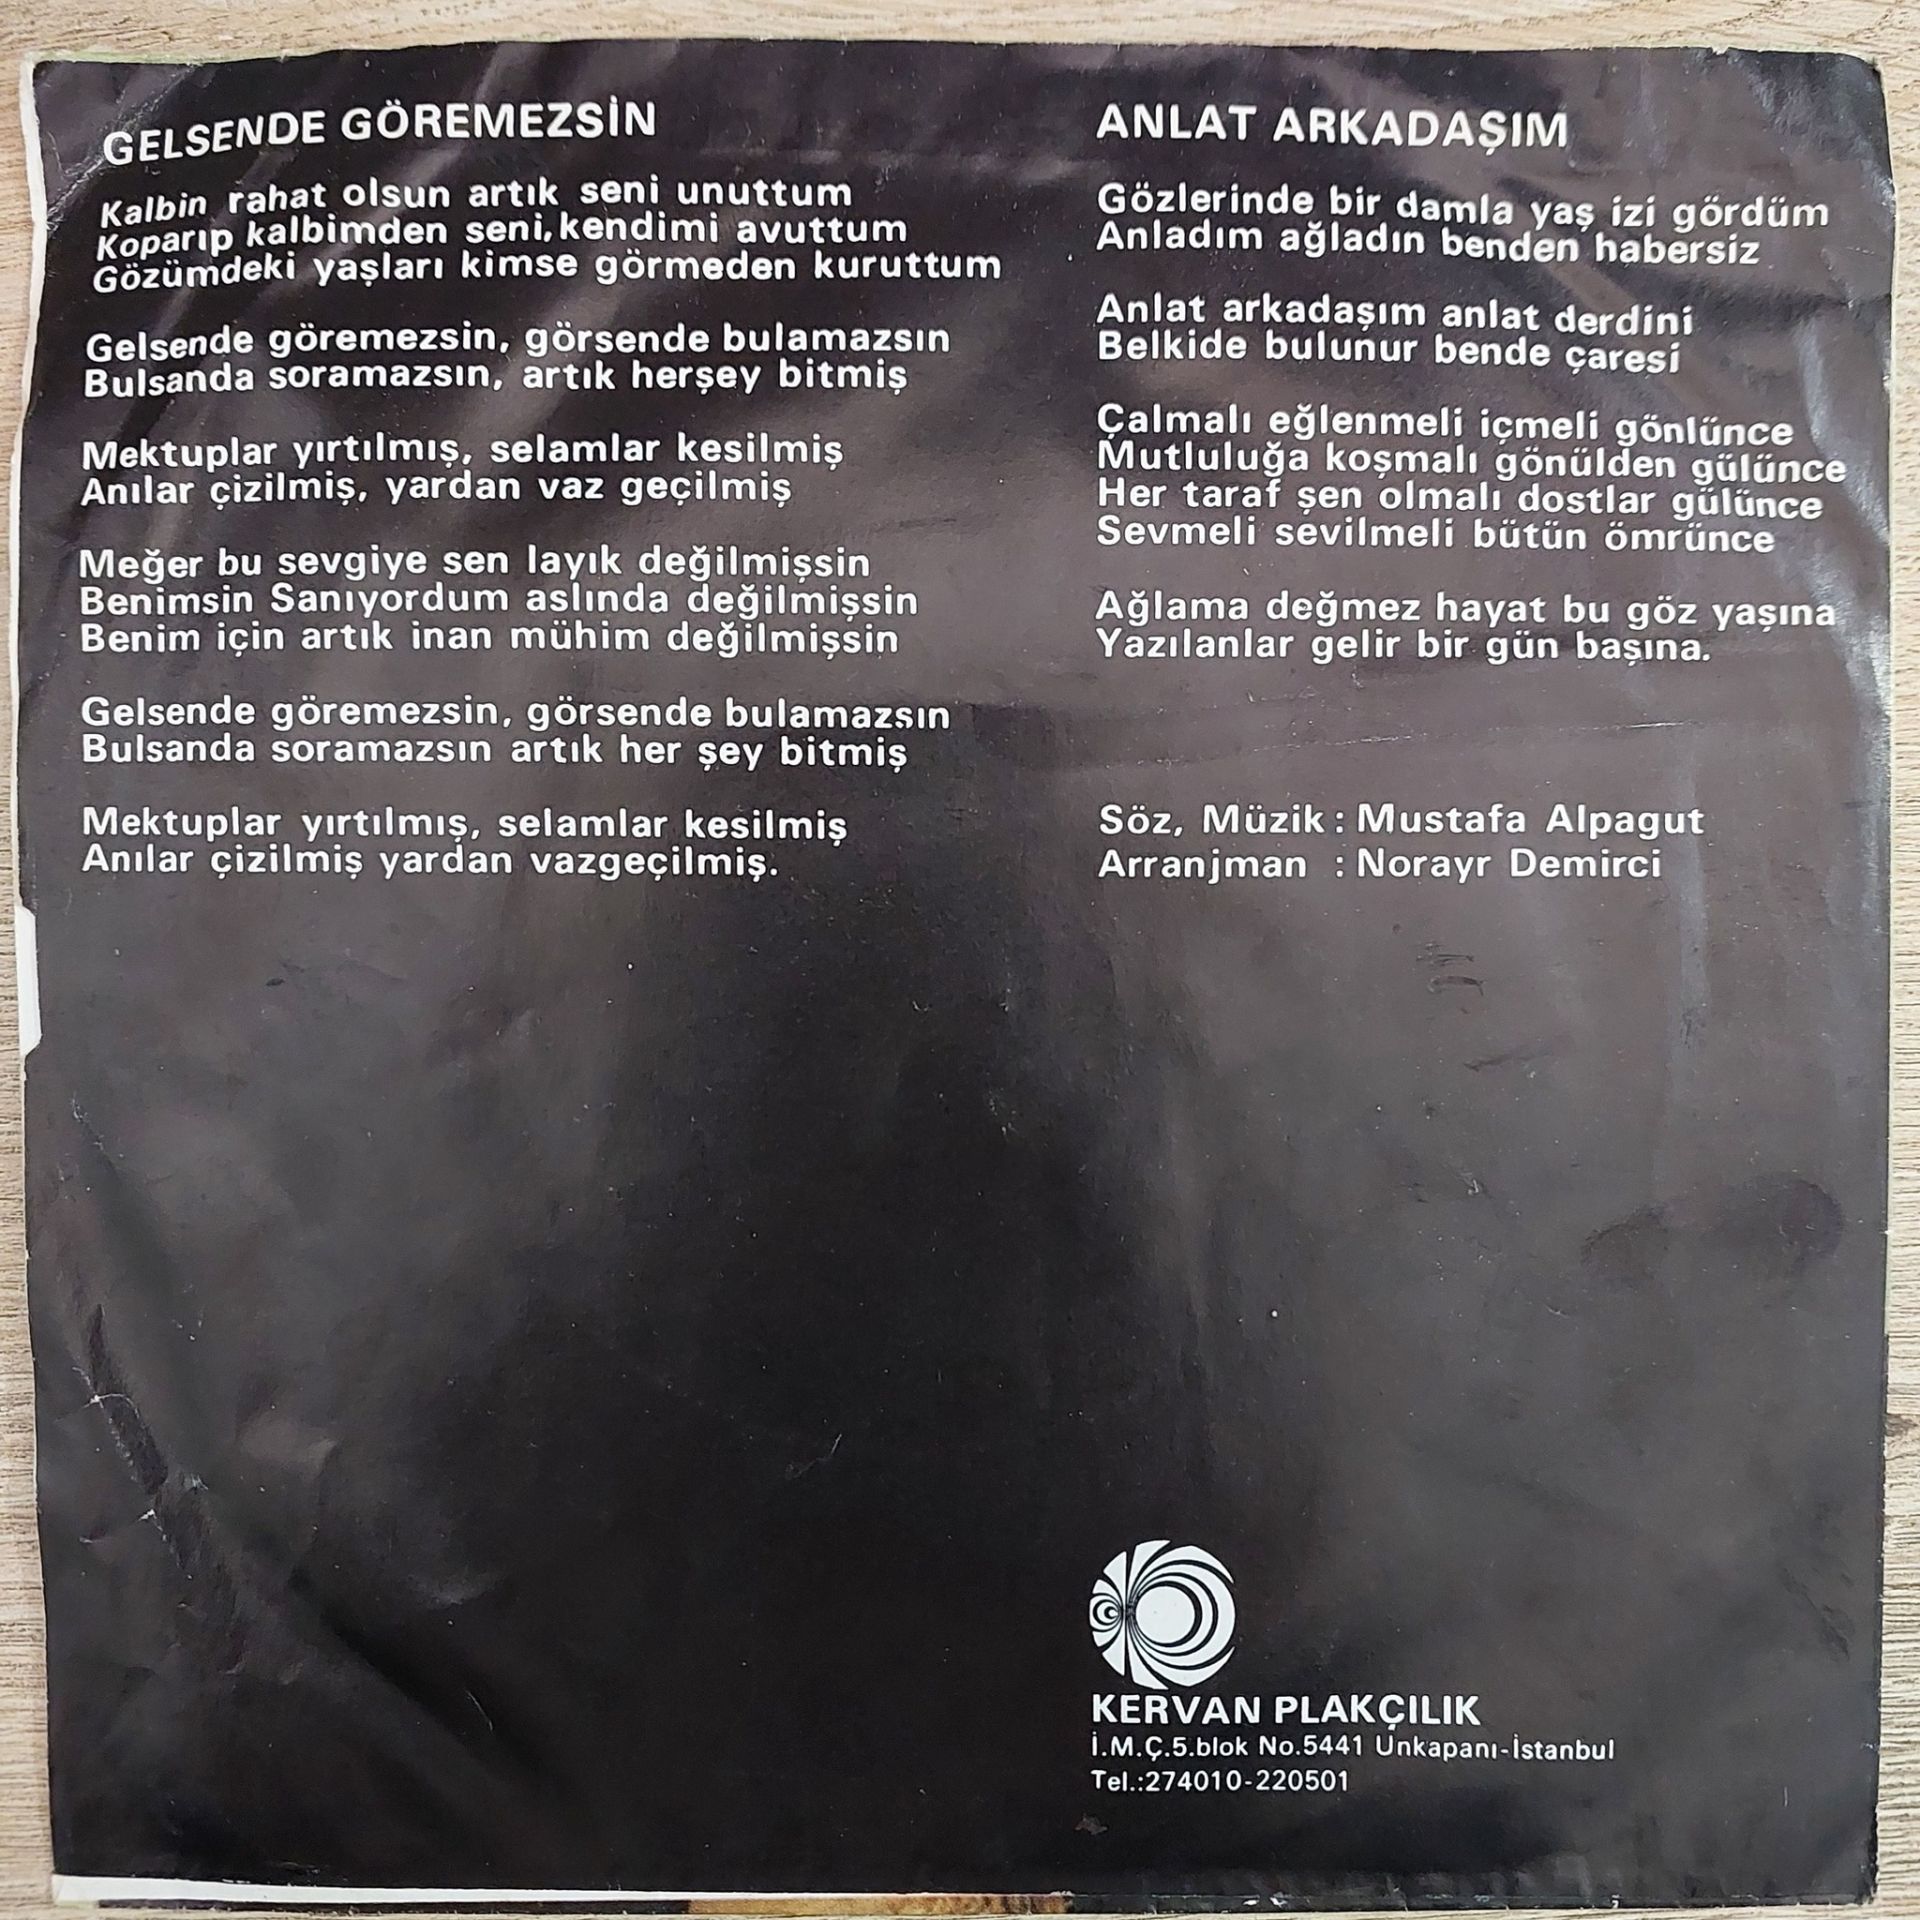 GELSENDE GÖREMEZSİN
Kalbin rahat olsun artık seni unuttum
Koparıp kalbimden seni, kendimi avuttum
Gözümdeki yaşları kimse görmeden kuruttum
Gelsende göremezsin, görsende bulamazsın
Bulsanda soramazsın, artık herşey bitmiş
Mektuplar yırtılmış, selamlar kesilmiş
Anılar çizilmiş, yardan vaz geçilmiş
Meğer bu sevgiye sen layık değilmişsin
Benimsin Sanıyordum aslında değilmişsin
Benim için artık inan mühim değilmişsin
Gelsende göremezsin, görsende bulamazsın
Bulsanda soramazsın artık her şey bitmiş
Mektuplar yırtılmış, selamlar kesilmiş
Anılar çizilmiş yardan vazgeçilmiş.
ANLAT ARKADAŞIM
Gözlerinde bir damla yaş izi gördüm
Anladım ağladın benden habersiz
Anlat arkadaşım anlat derdini
Belkide bulunur bende çaresi
Çalmalı eğlenmeli içmeli gönlünce
Mutluluğa koşmalı gönülden gülünce
Her taraf şen olmalı dostlar gülünce
Sevmeli sevilmeli bütün ömrünce
Ağlama değmez hayat bu göz yaşına
Yazılanlar gelir bir gün başına.
Söz, Müzik : Mustafa Alpagut
Arranjman : Norayr Demirci
KERVAN PLAKÇILIK
İ.M.Ç.5.blok No.5441 Unkapanı-İstanbul
Tel.:274010-220501